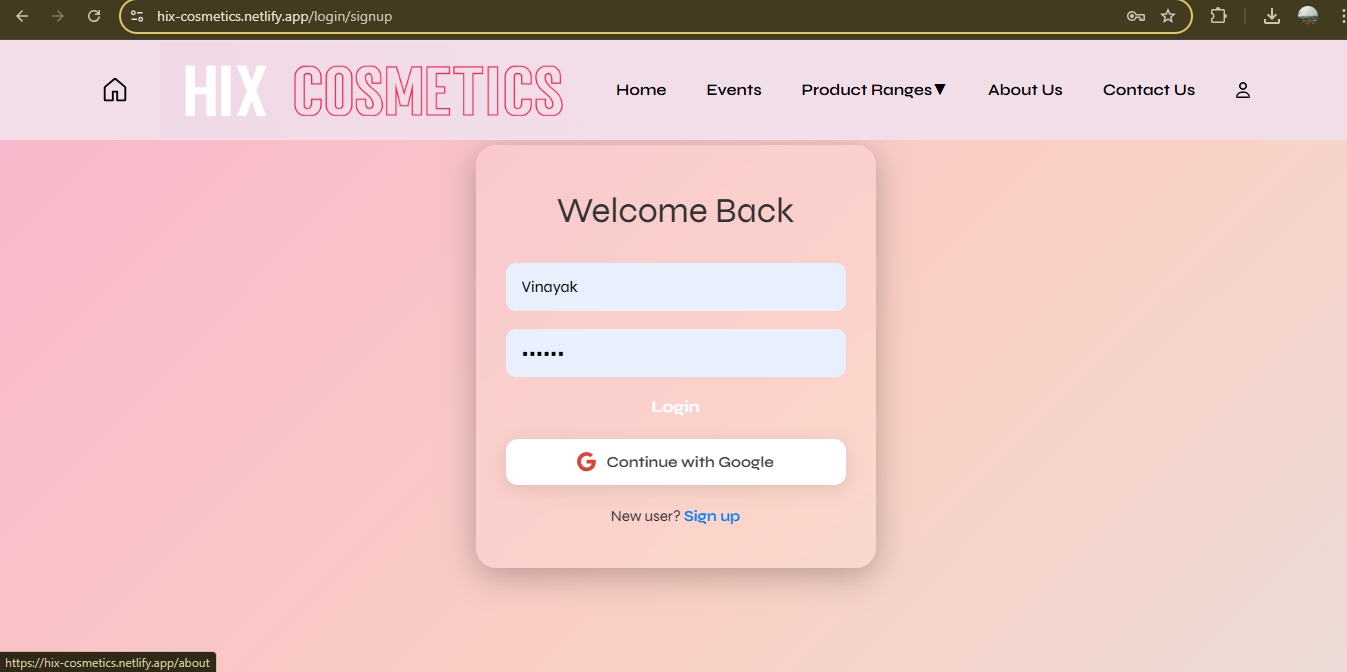 hix-cosmetics.netlify.app/login/signup
HIX COSMETICS
Home Events Product Ranges▼ About Us Contact Us
Welcome Back
Vinayak
••••••
Login
G Continue with Google
New user? Sign up
https://hix-cosmetics.netlify.app/about